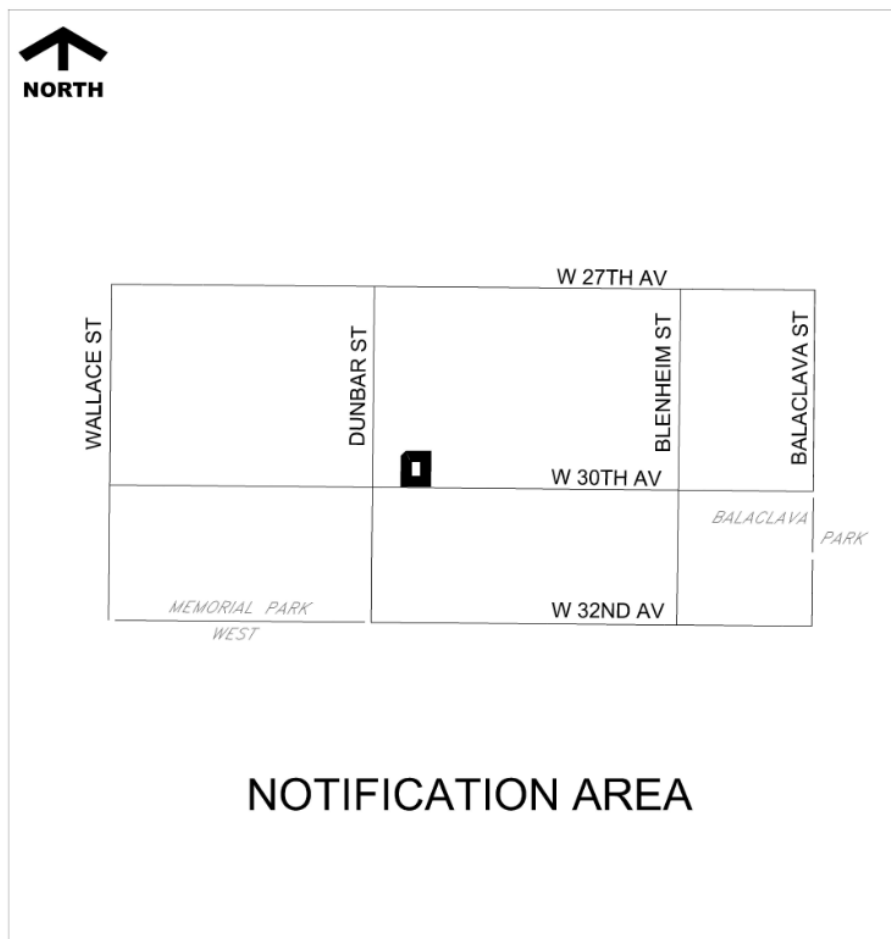 NORTH
W 27TH AV
WALLACE ST
DUNBAR ST
BLENHEIM ST
BALACLAVA ST
W 30TH AV
BALACLAVA
PARK
MEMORIAL PARK
WEST
W 32ND AV
NOTIFICATION AREA